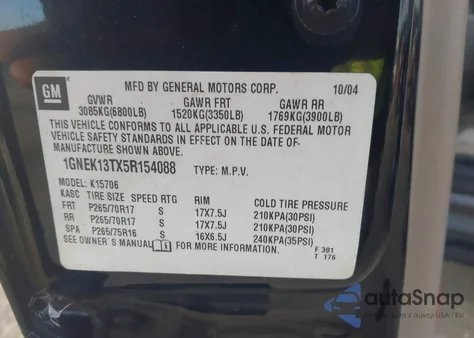 GM
MFD BY GENERAL MOTORS CORP. 10/04
GVWR GAWR FRT GAWR RR
3085KG(6800LB) 1520KG(3350LB) 1769KG(3900LB)
THIS VEHICLE CONFORMS TO ALL APPLICABLE U.S. FEDERAL MOTOR
VEHICLE SAFETY STANDARDS IN EFFECT ON THE DATE OF
MANUFACTURE SHOWN ABOVE.
1GNEK13TX5R154088 TYPE: M.P.V.
MODEL: K15706
KASC TIRE SIZE SPEED RTG RIM COLD TIRE PRESSURE
FRT P265/70R17 S 17X7.5J 210KPA(30PSI)
RR P265/70R17 S 17X7.5J 210KPA(30PSI)
SPA P265/75R16 S 16X6.5J 240KPA(35PSI)
SEE OWNER'S MANUAL FOR MORE INFORMATION
F 301
T 176
autoSnap